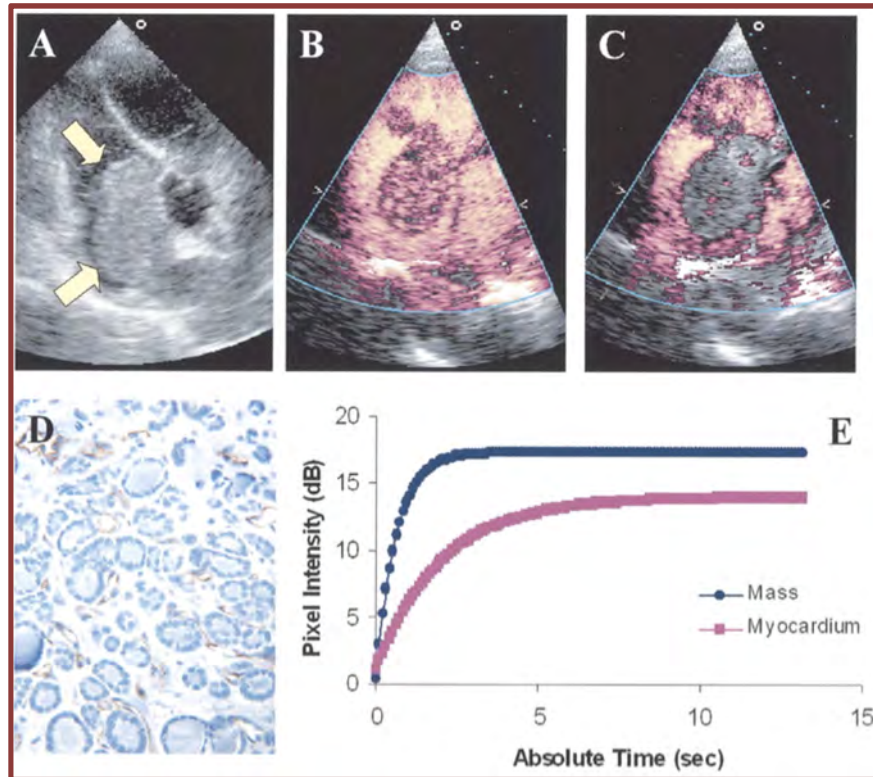 A
B
C
D
E
20
15
10
5
0
Pixel Intensity (dB)
Mass
Myocardium
0
5
10
15
Absolute Time (sec)